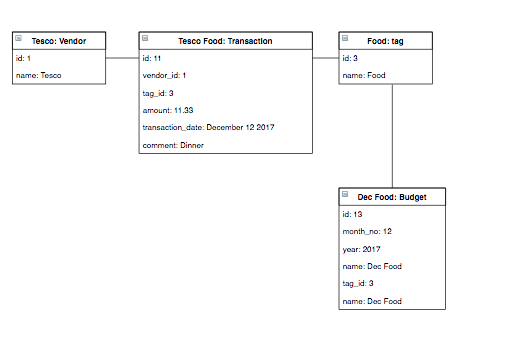 Tesco: Vendor
id: 1
name: Tesco
Tesco Food: Transaction
id: 11
vendor_id: 1
tag_id: 3
amount: 11.33
transaction_date: December 12 2017
comment: Dinner
Food: tag
id: 3
name: Food
Dec Food: Budget
id: 13
month_no: 12
year: 2017
name: Dec Food
tag_id: 3
name: Dec Food